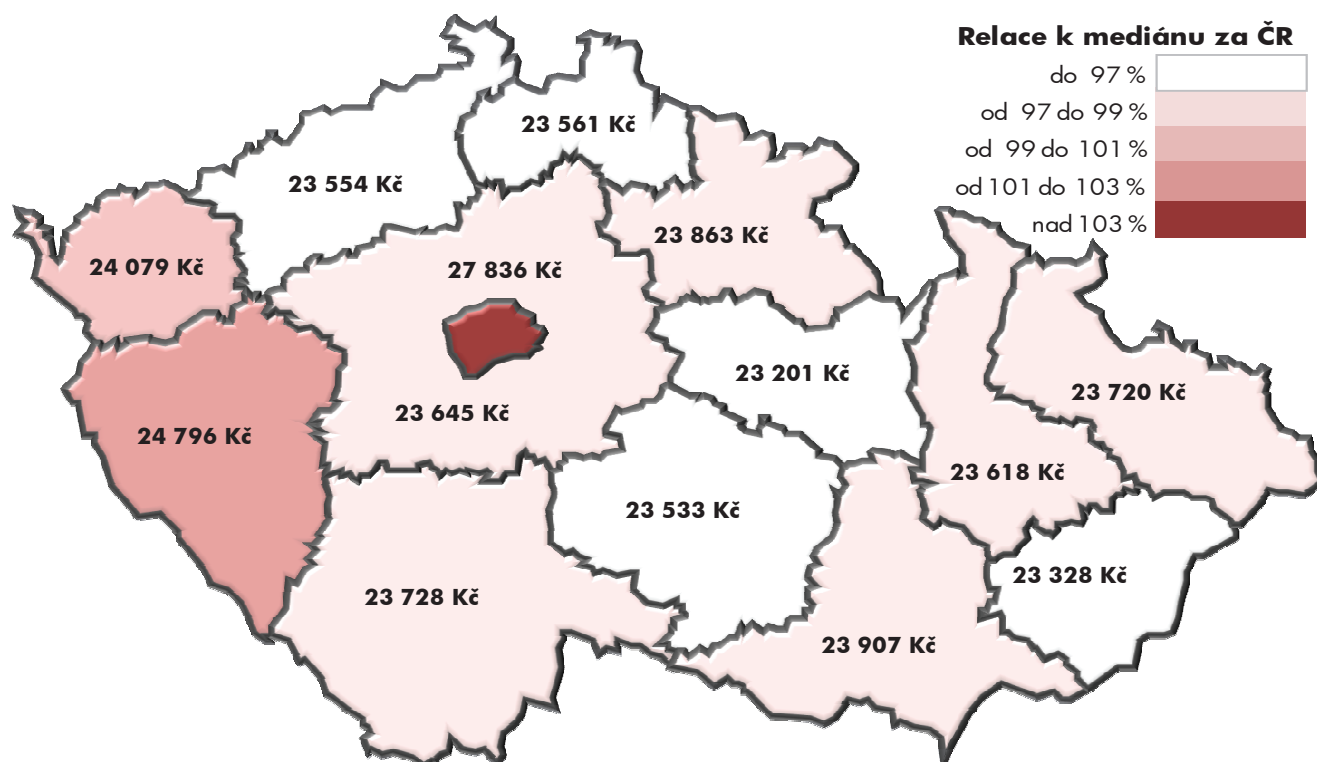 Relace k mediánu za ČR
do 97 %
od 97 do 99 %
od 99 do 101 %
od 101 do 103 %
nad 103 %
23 561 Kč
23 554 Kč
23 863 Kč
24 079 Kč
27 836 Kč
23 201 Kč
23 720 Kč
23 645 Kč
24 796 Kč
23 618 Kč
23 533 Kč
23 328 Kč
23 728 Kč
23 907 Kč